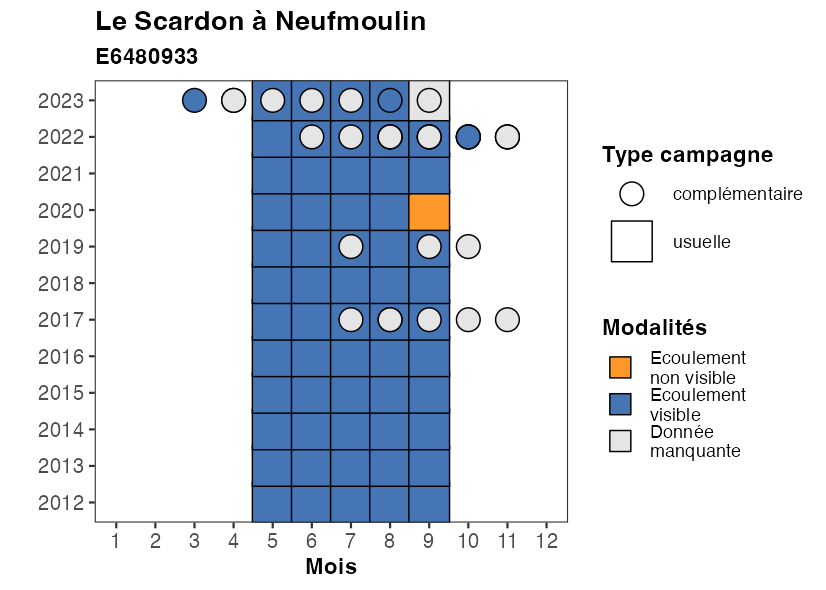 Le Scardon à Neufmoulin
E6480933
2023
2022
2021
2020
2019
2018
2017
2016
2015
2014
2013
2012
1 2 3 4 5 6 7 8 9 10 11 12
Mois
Type campagne
complémentaire
usuelle
Modalités
Ecoulement
non visible
Ecoulement
visible
Donnée
manquante